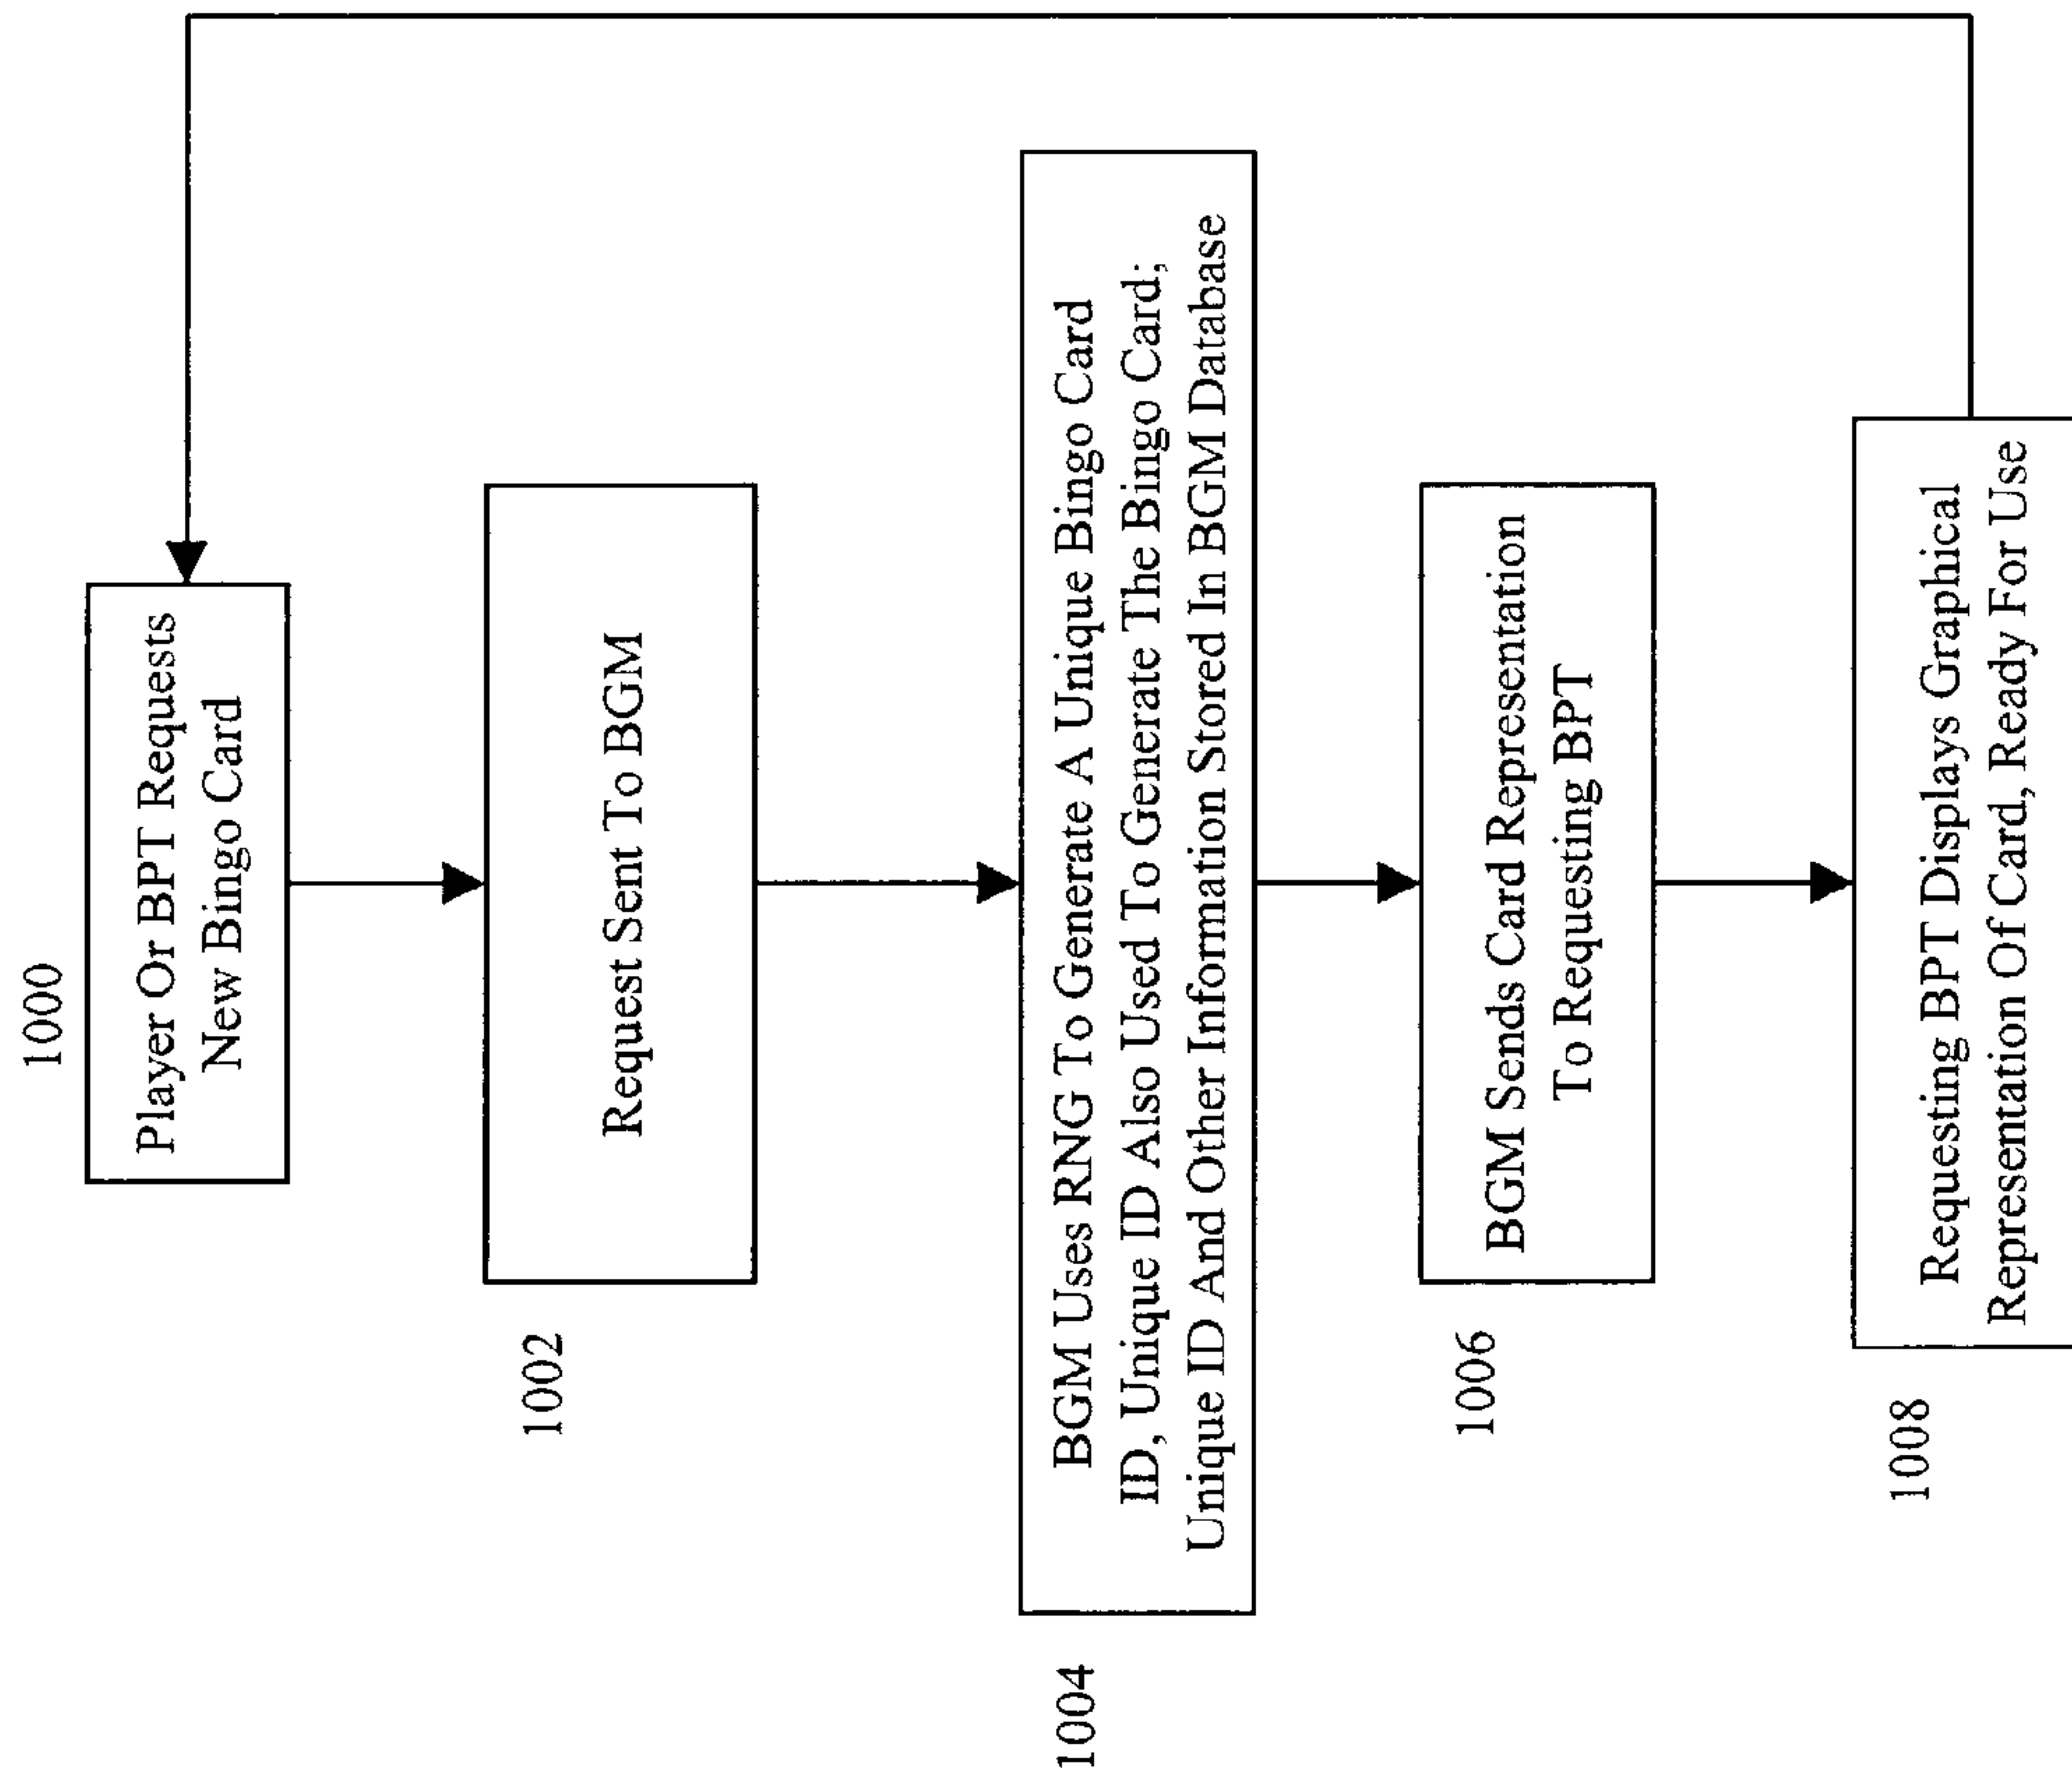 1000
Player Or BPT Requests
New Bingo Card
1002
Request Sent To BGM
1004
BGM Uses RNG To Generate A Unique Bingo Card
ID, Unique ID Also Used To Generate The Bingo Card;
Unique ID And Other Information Stored In BGM Database
1006
BGM Sends Card Representation
To Requesting BPT
1008
Requesting BPT Displays Graphical
Representation Of Card, Ready For Use